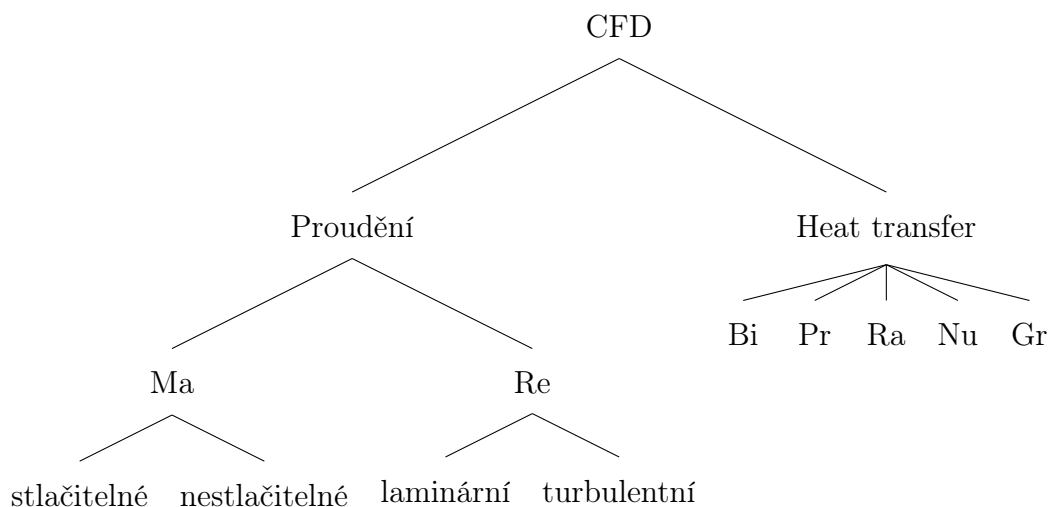 CFD
Proudění Heat transfer
Bi Pr Ra Nu Gr
Ma Re
stlačitelné nestlačitelné laminární turbulentní